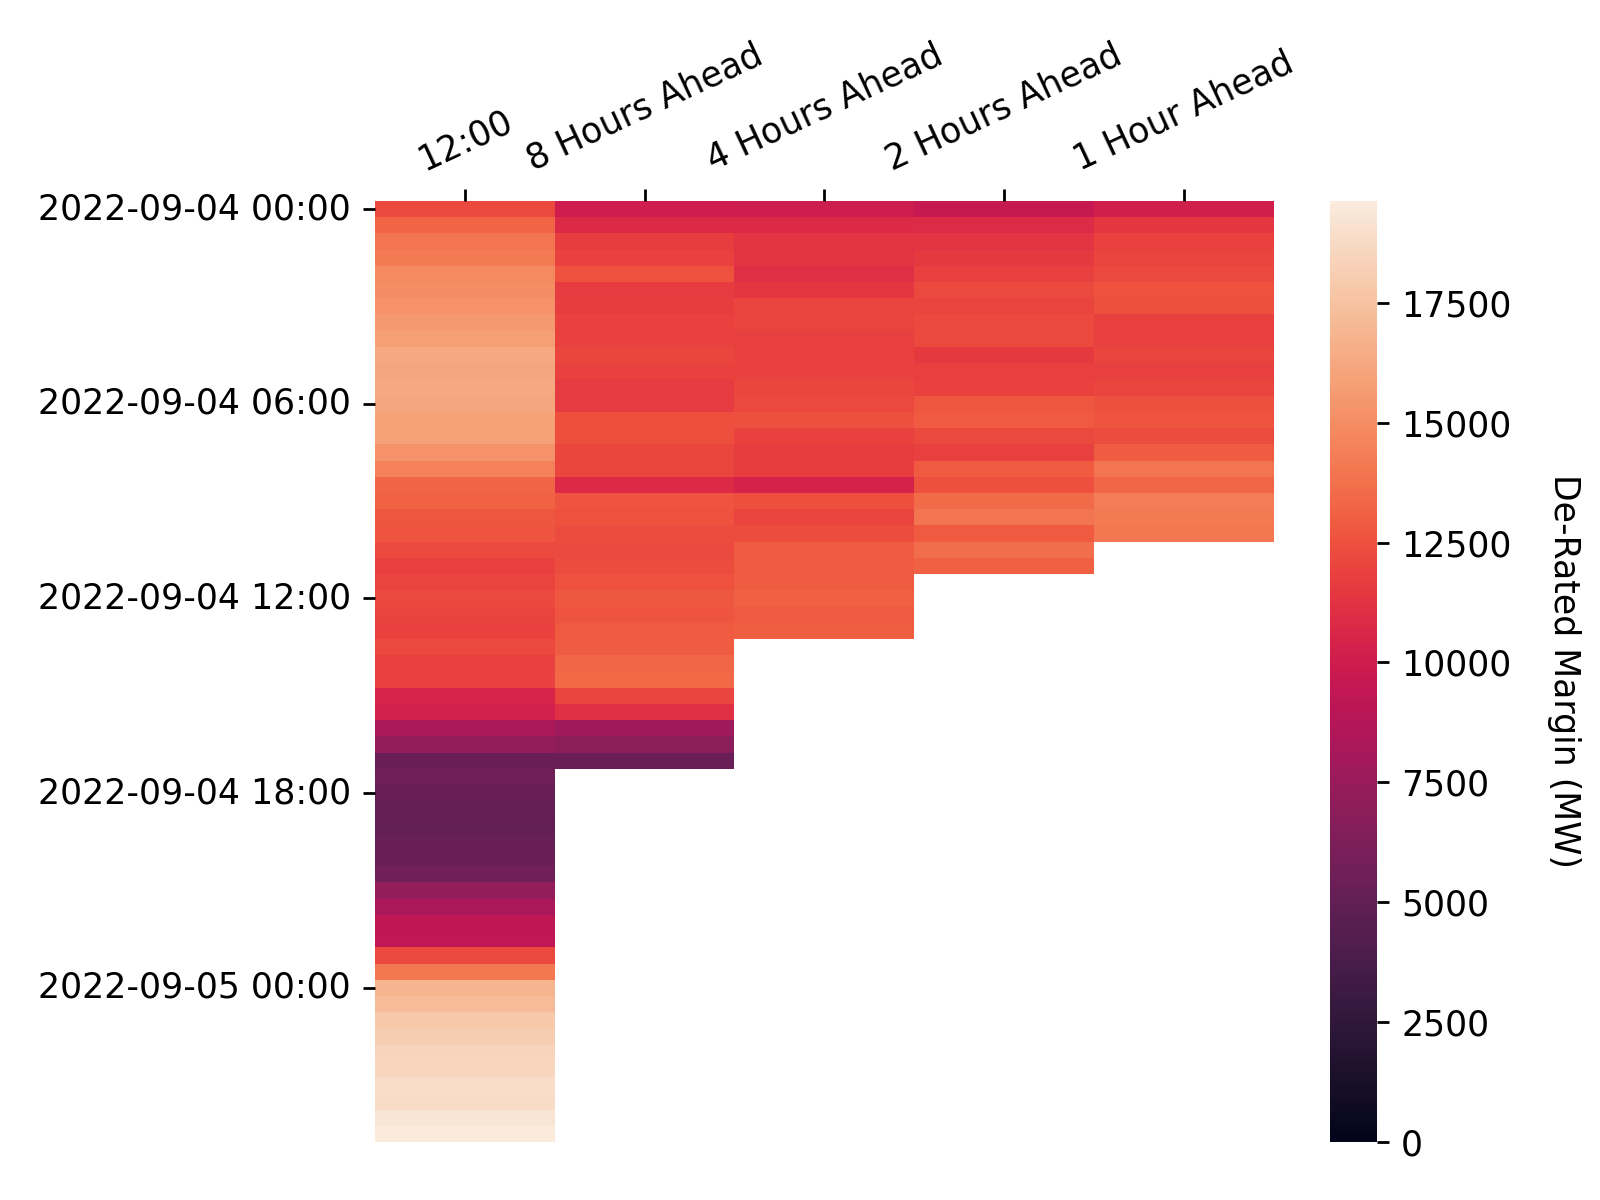 12:00
8 Hours Ahead
4 Hours Ahead
2 Hours Ahead
1 Hour Ahead
2022-09-04 00:00
2022-09-04 06:00
2022-09-04 12:00
2022-09-04 18:00
2022-09-05 00:00
17500
15000
12500
10000
7500
5000
2500
0
De-Rated Margin (MW)